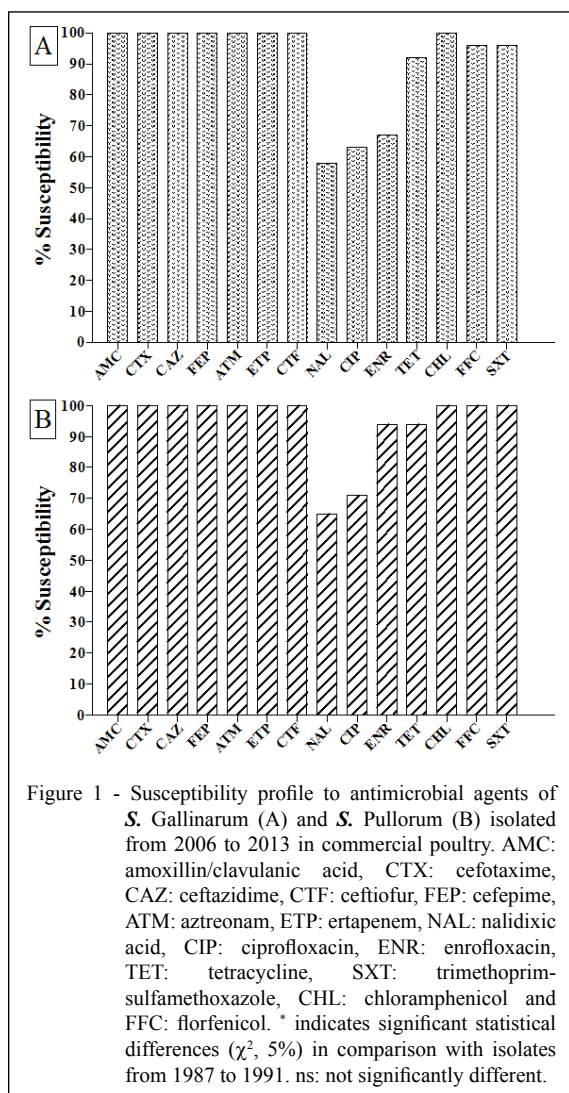 A
% Susceptibility
100
90
80
70
60
50
40
30
20
10
0
AMC CTX CAZ FEP ATM ETP CTF NAL CIP ENR TET CHL FFC SXT
B
% Susceptibility
100
90
80
70
60
50
40
30
20
10
0
AMC CTX CAZ FEP ATM ETP CTF NAL CIP ENR TET CHL FFC SXT
Figure 1 - Susceptibility profile to antimicrobial agents of
S. Gallinarum (A) and S. Pullorum (B) isolated
from 2006 to 2013 in commercial poultry. AMC:
amoxillin/clavulanic acid, CTX: cefotaxime,
CAZ: ceftazidime, CTF: ceftiofur, FEP: cefepime,
ATM: aztreonam, ETP: ertapenem, NAL: nalidixic
acid, CIP: ciprofloxacin, ENR: enrofloxacin,
TET: tetracycline, SXT: trimethoprim-
sulfamethoxazole, CHL: chloramphenicol and
FFC: florfenicol. * indicates significant statistical
differences (χ², 5%) in comparison with isolates
from 1987 to 1991. ns: not significantly different.